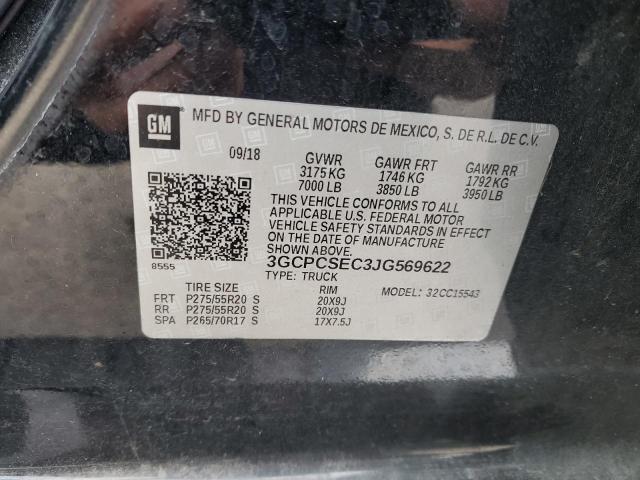 GM MFD BY GENERAL MOTORS DE MEXICO, S. DE R.L. DE C.V.
09/18 GVWR GAWR FRT GAWR RR
3175 KG 1746 KG 1792 KG
7000 LB 3850 LB 3950 LB
THIS VEHICLE CONFORMS TO ALL
APPLICABLE U.S. FEDERAL MOTOR
VEHICLE SAFETY STANDARDS IN EFFECT
ON THE DATE OF MANUFACTURE
SHOWN ABOVE.
8555 3GCPCSEC3JG569622
TYPE: TRUCK MODEL: 32CC15543
TIRE SIZE RIM
FRT P275/55R20 S 20X9J
RR P275/55R20 S 20X9J
SPA P265/70R17 S 17X7.5J